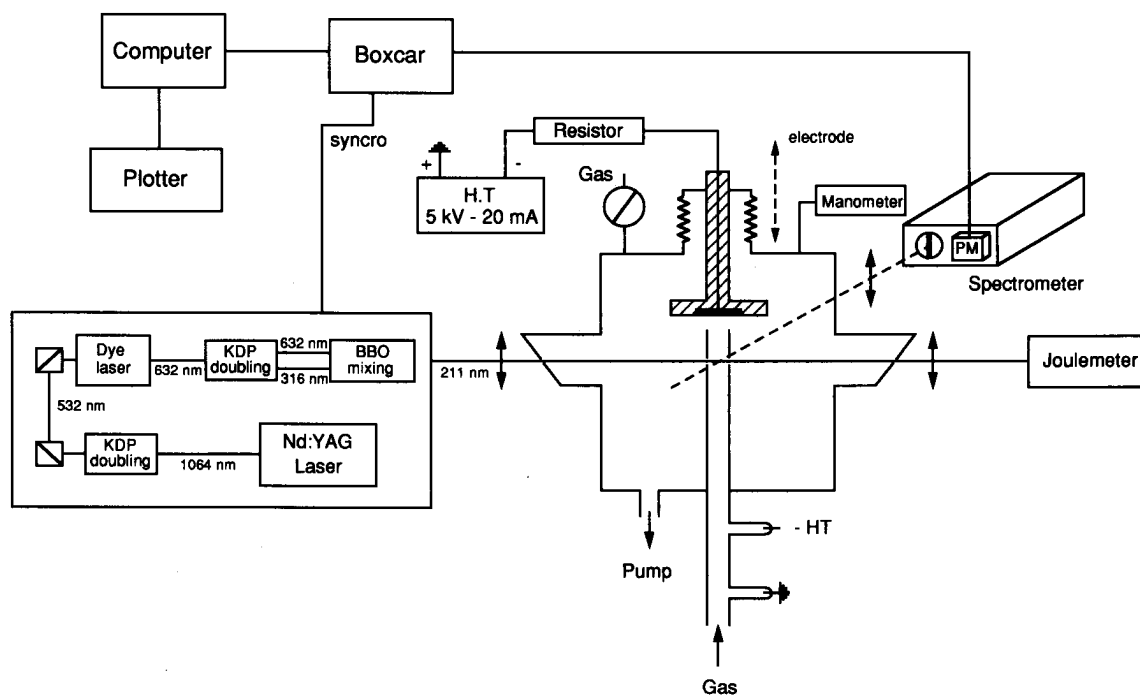 Computer
Boxcar
Plotter
syncro
Resistor
+
-
H.T
5 kV - 20 mA
Gas
electrode
Manometer
PM
Spectrometer
Dye
laser
632 nm
KDP
doubling
632 nm
316 nm
BBO
mixing
211 nm
Joulemeter
532 nm
KDP
doubling
1064 nm
Nd:YAG
Laser
- HT
Pump
Gas